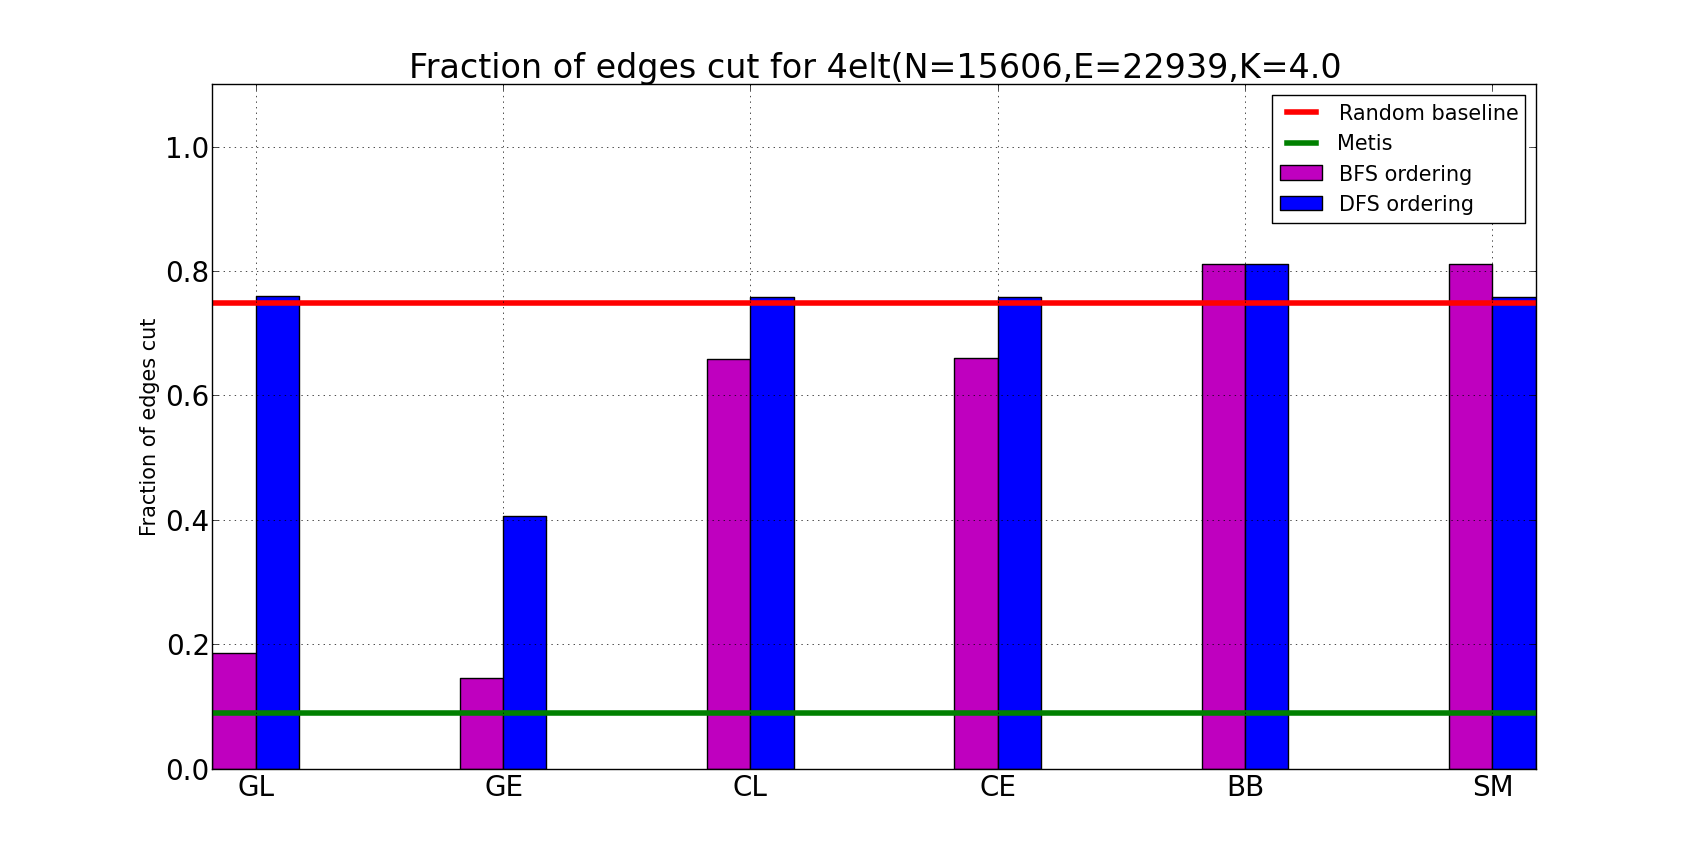 Fraction of edges cut for 4elt(N=15606,E=22939,K=4.0
Random baseline
Metis
BFS ordering
DFS ordering
Fraction of edges cut
1.0
0.8
0.6
0.4
0.2
0.0
GL GE CL CE BB SM